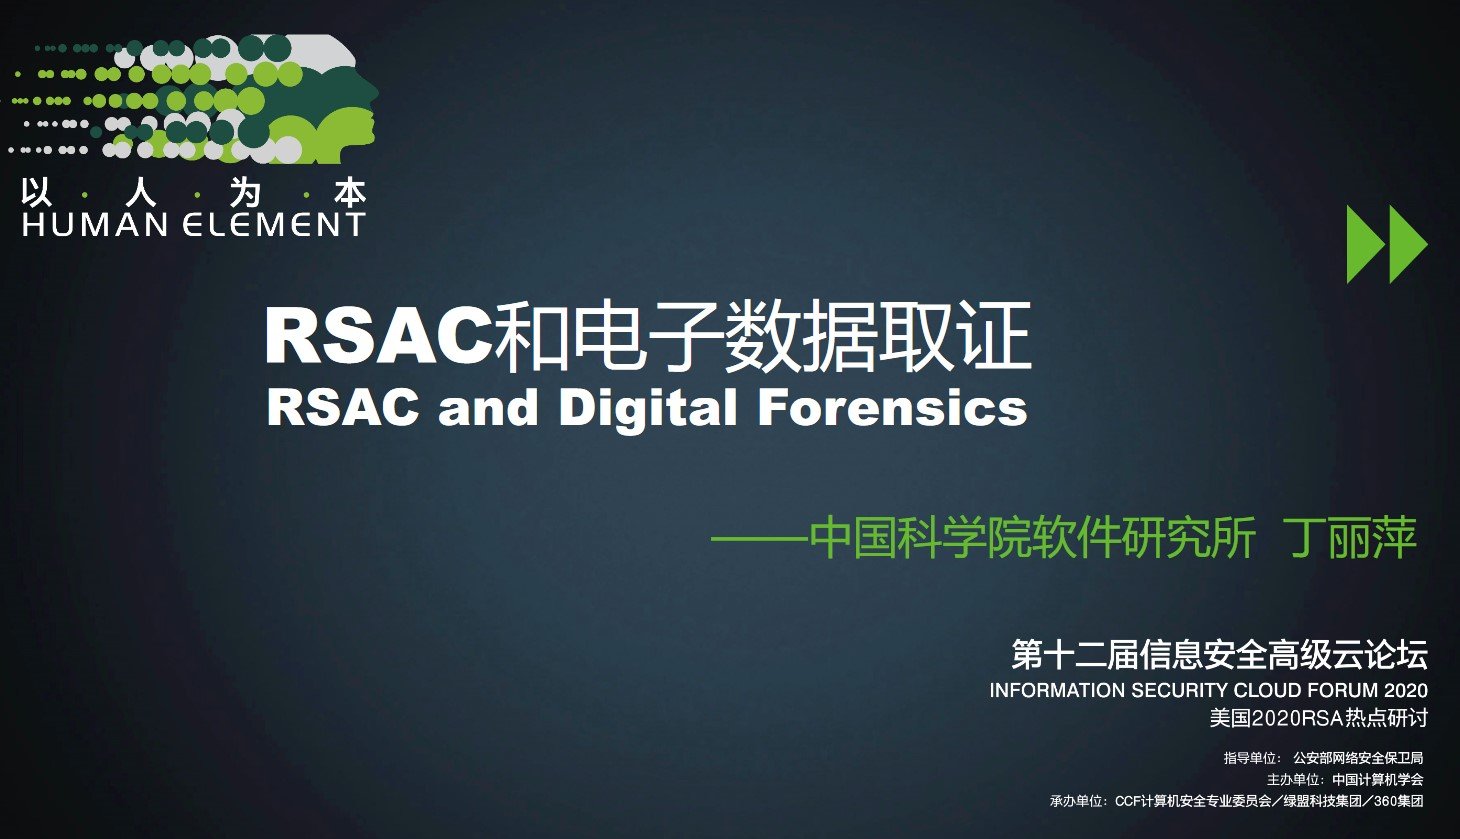 以·人·为·本
HUMAN ELEMENT
RSAC和电子数据取证
RSAC and Digital Forensics
——中国科学院软件研究所 丁丽萍
第十二届信息安全高级云论坛
INFORMATION SECURITY CLOUD FORUM 2020
美国2020RSA热点研讨
指导单位：公安部网络安全保卫局
主办单位：中国计算机学会
承办单位：CCF计算机安全专业委员会／绿盟科技集团／360集团